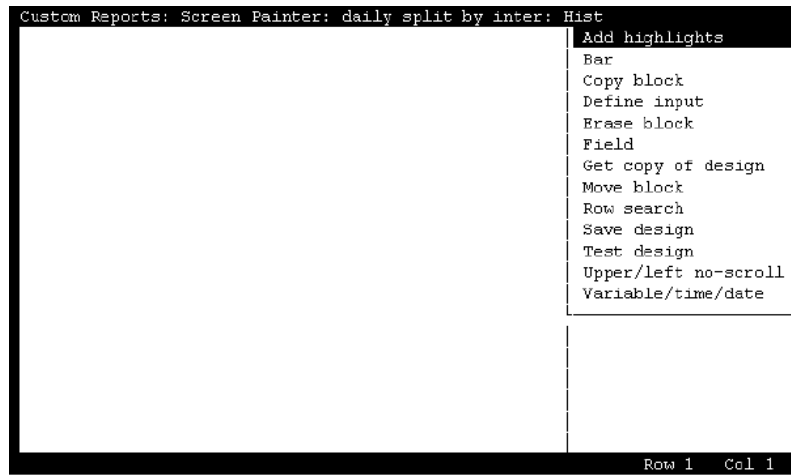 Custom Reports: Screen Painter: daily split by inter: Hist
Add highlights
Bar
Copy block
Define input
Erase block
Field
Get copy of design
Move block
Row search
Save design
Test design
Upper/left no-scroll
Variable/time/date
Row 1 Col 1